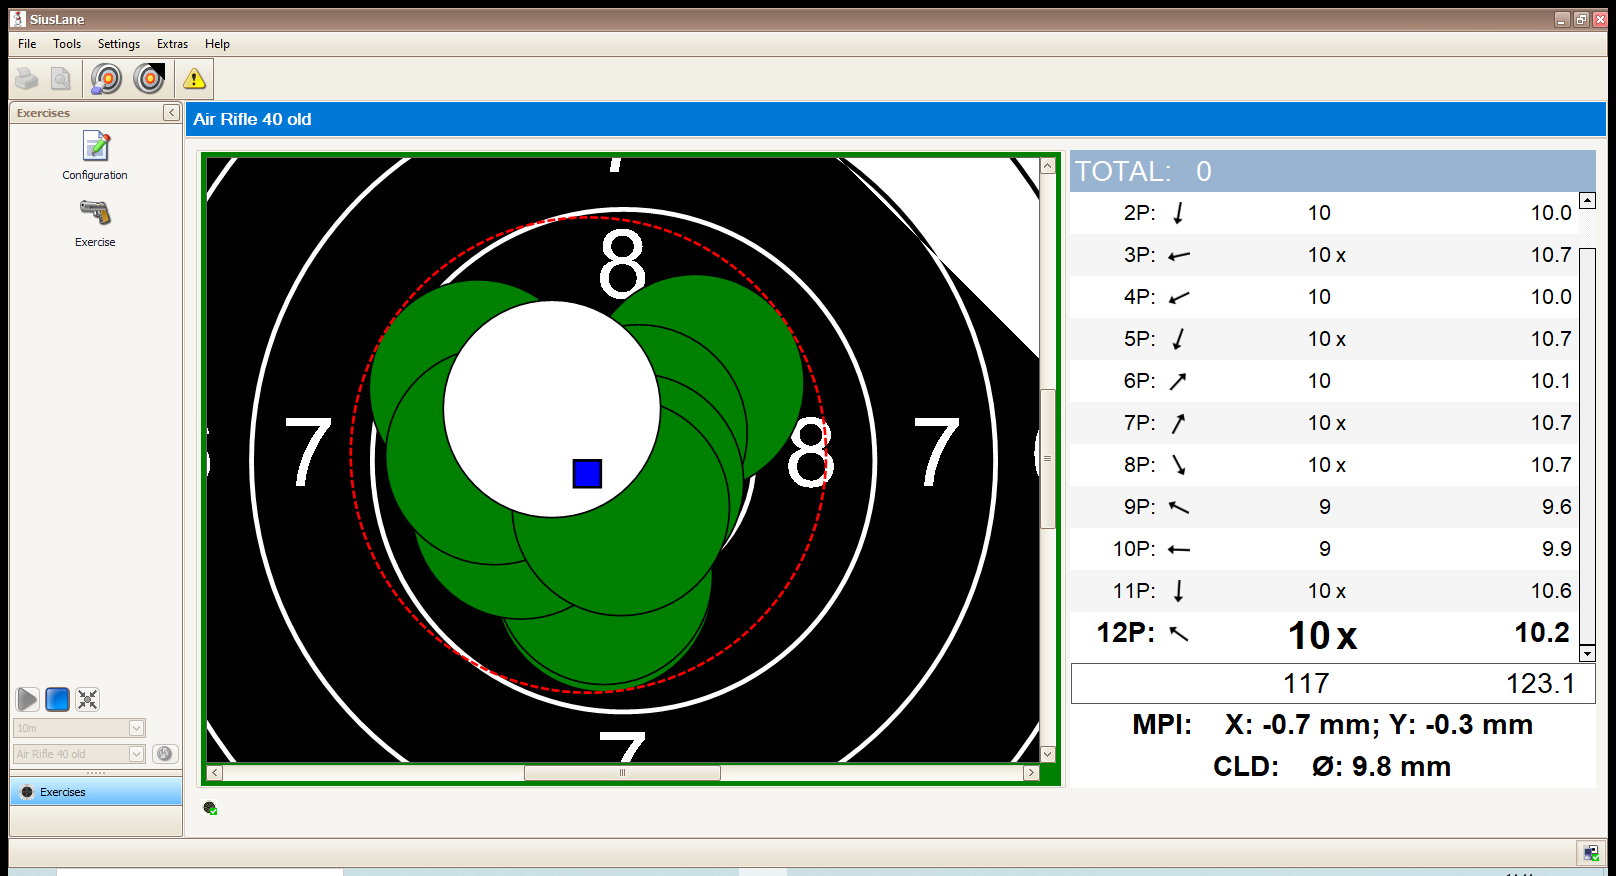 SiusLane
File Tools Settings Extras Help
Exercises
Configuration
Exercise
10m
Air Rifle 40 old
Exercises
Air Rifle 40 old
7
8
7 8 7
7
TOTAL: 0
2P: 10 10.0
3P: 10 x 10.7
4P: 10 10.0
5P: 10 x 10.7
6P: 10 10.1
7P: 10 x 10.7
8P: 10 x 10.7
9P: 9 9.6
10P: 9 9.9
11P: 10 x 10.6
12P: 10 x 10.2
117 123.1
MPI: X: -0.7 mm; Y: -0.3 mm
CLD: Ø: 9.8 mm